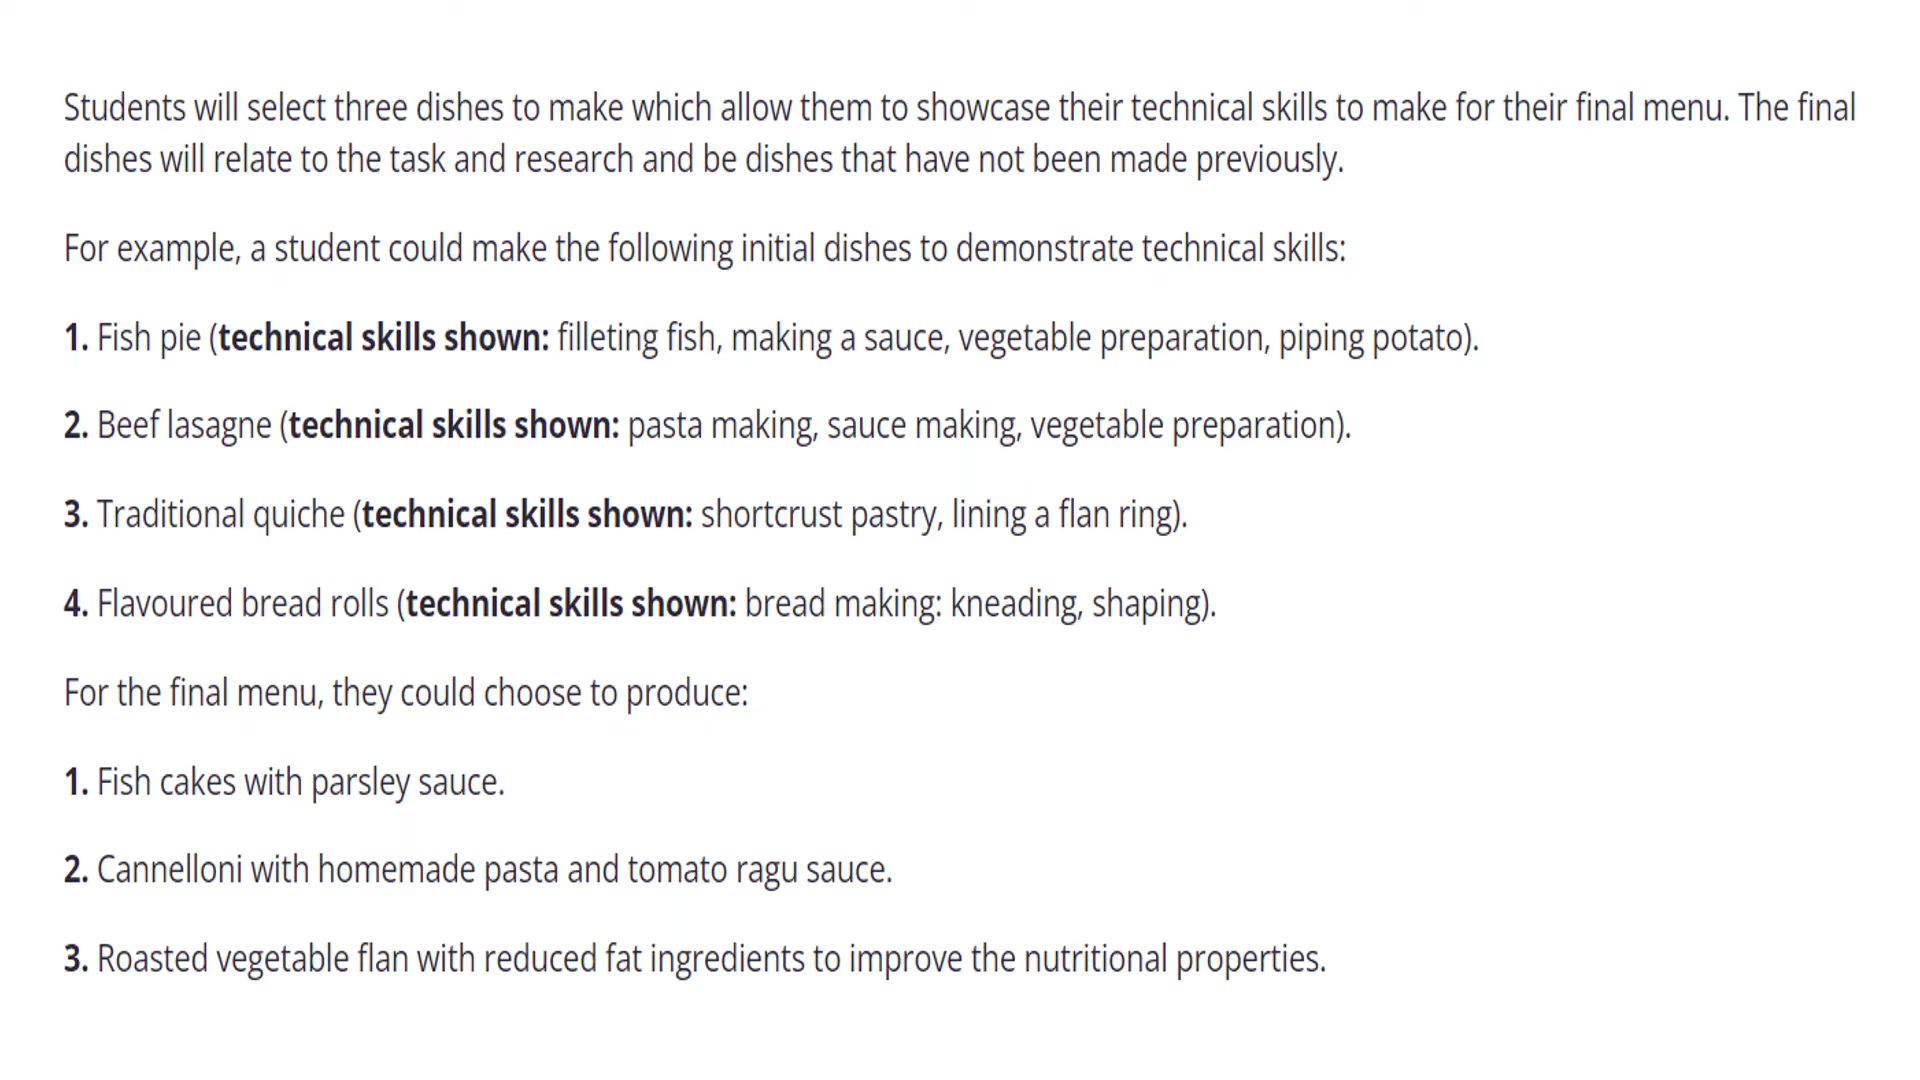 Students will select three dishes to make which allow them to showcase their technical skills to make for their final menu. The final
dishes will relate to the task and research and be dishes that have not been made previously.
For example, a student could make the following initial dishes to demonstrate technical skills:
1. Fish pie (technical skills shown: filleting fish, making a sauce, vegetable preparation, piping potato).
2. Beef lasagne (technical skills shown: pasta making, sauce making, vegetable preparation).
3. Traditional quiche (technical skills shown: shortcrust pastry, lining a flan ring).
4. Flavoured bread rolls (technical skills shown: bread making: kneading, shaping).
For the final menu, they could choose to produce:
1. Fish cakes with parsley sauce.
2. Cannelloni with homemade pasta and tomato ragu sauce.
3. Roasted vegetable flan with reduced fat ingredients to improve the nutritional properties.